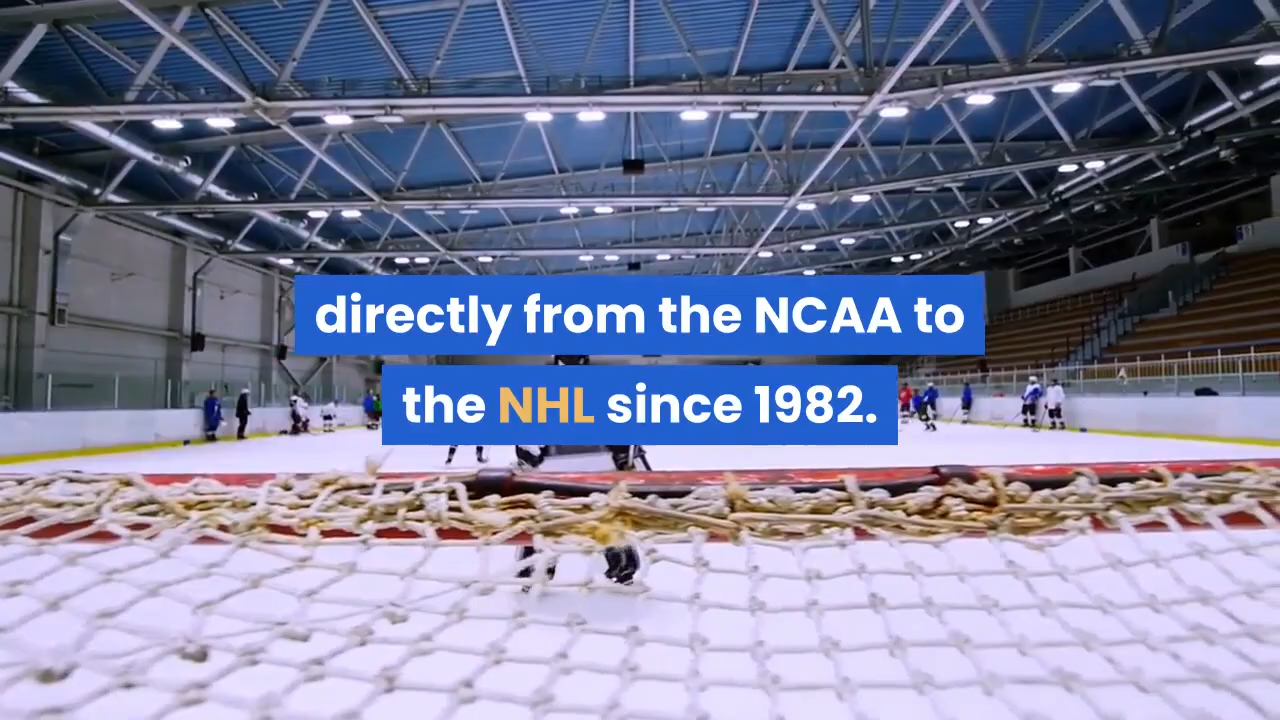 directly from the NCAA to
the NHL since 1982.